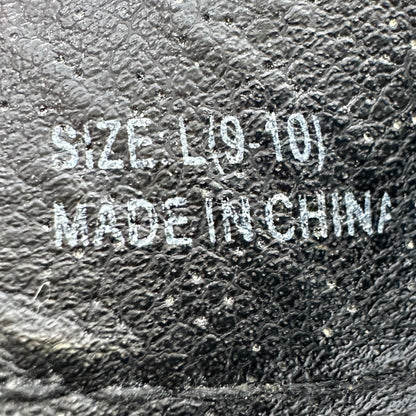 SIZE: L(9-10)
MADE IN CHINA